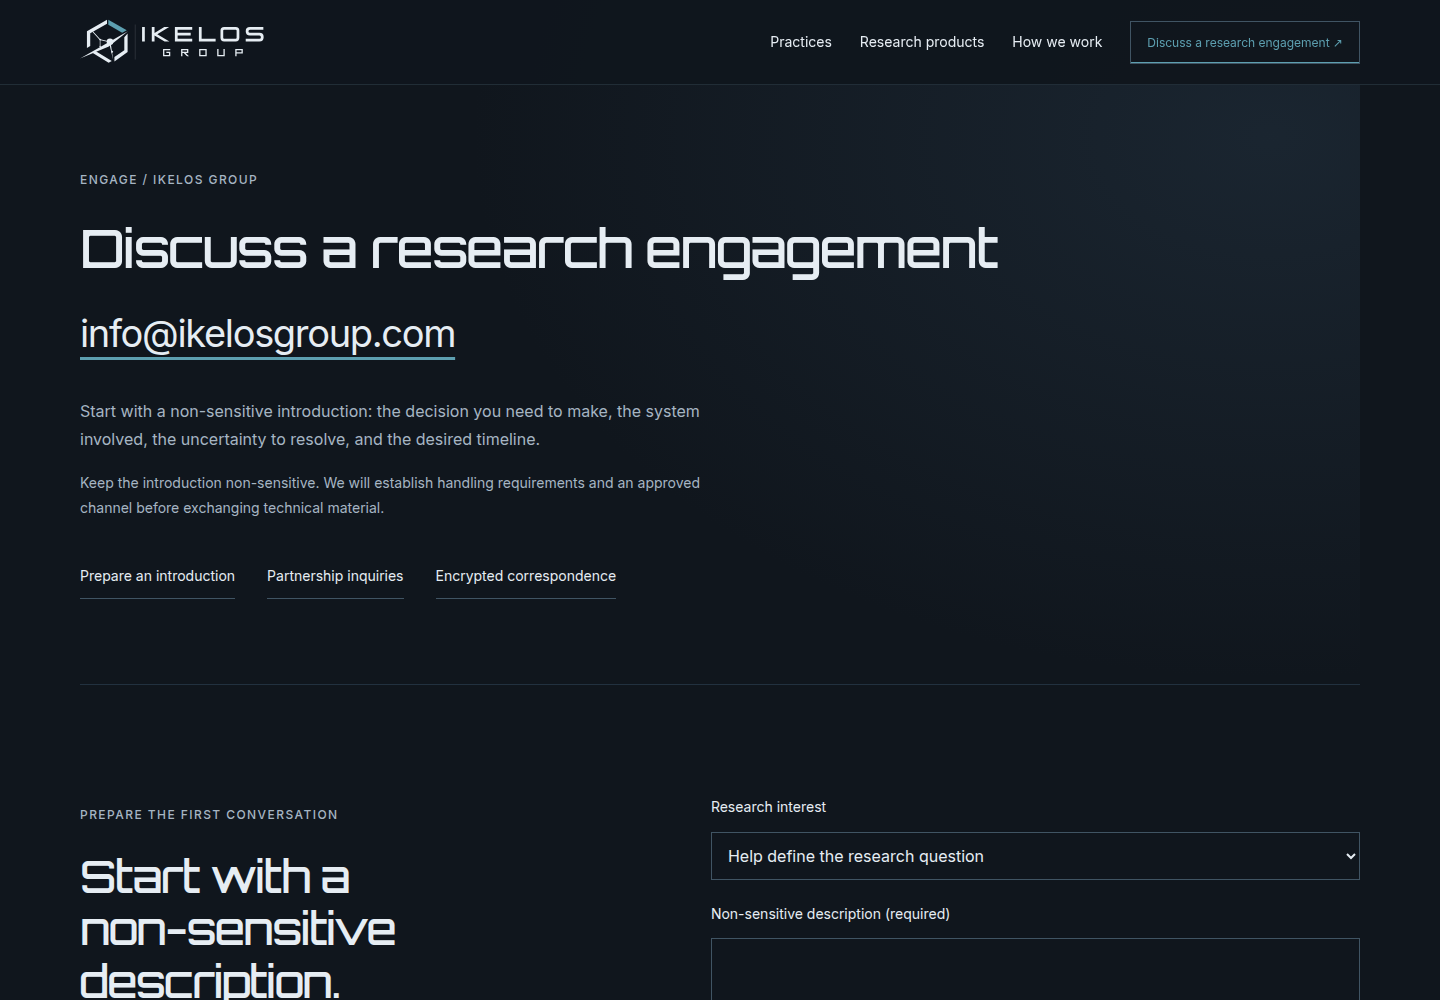 IKELOS
GROUP
Practices
Research products
How we work
Discuss a research engagement ↗
ENGAGE / IKELOS GROUP
Discuss a research engagement
info@ikelosgroup.com
Start with a non-sensitive introduction: the decision you need to make, the system
involved, the uncertainty to resolve, and the desired timeline.
Keep the introduction non-sensitive. We will establish handling requirements and an approved
channel before exchanging technical material.
Prepare an introduction
Partnership inquiries
Encrypted correspondence
PREPARE THE FIRST CONVERSATION
Start with a
non-sensitive
description.
Research interest
Help define the research question
Non-sensitive description (required)